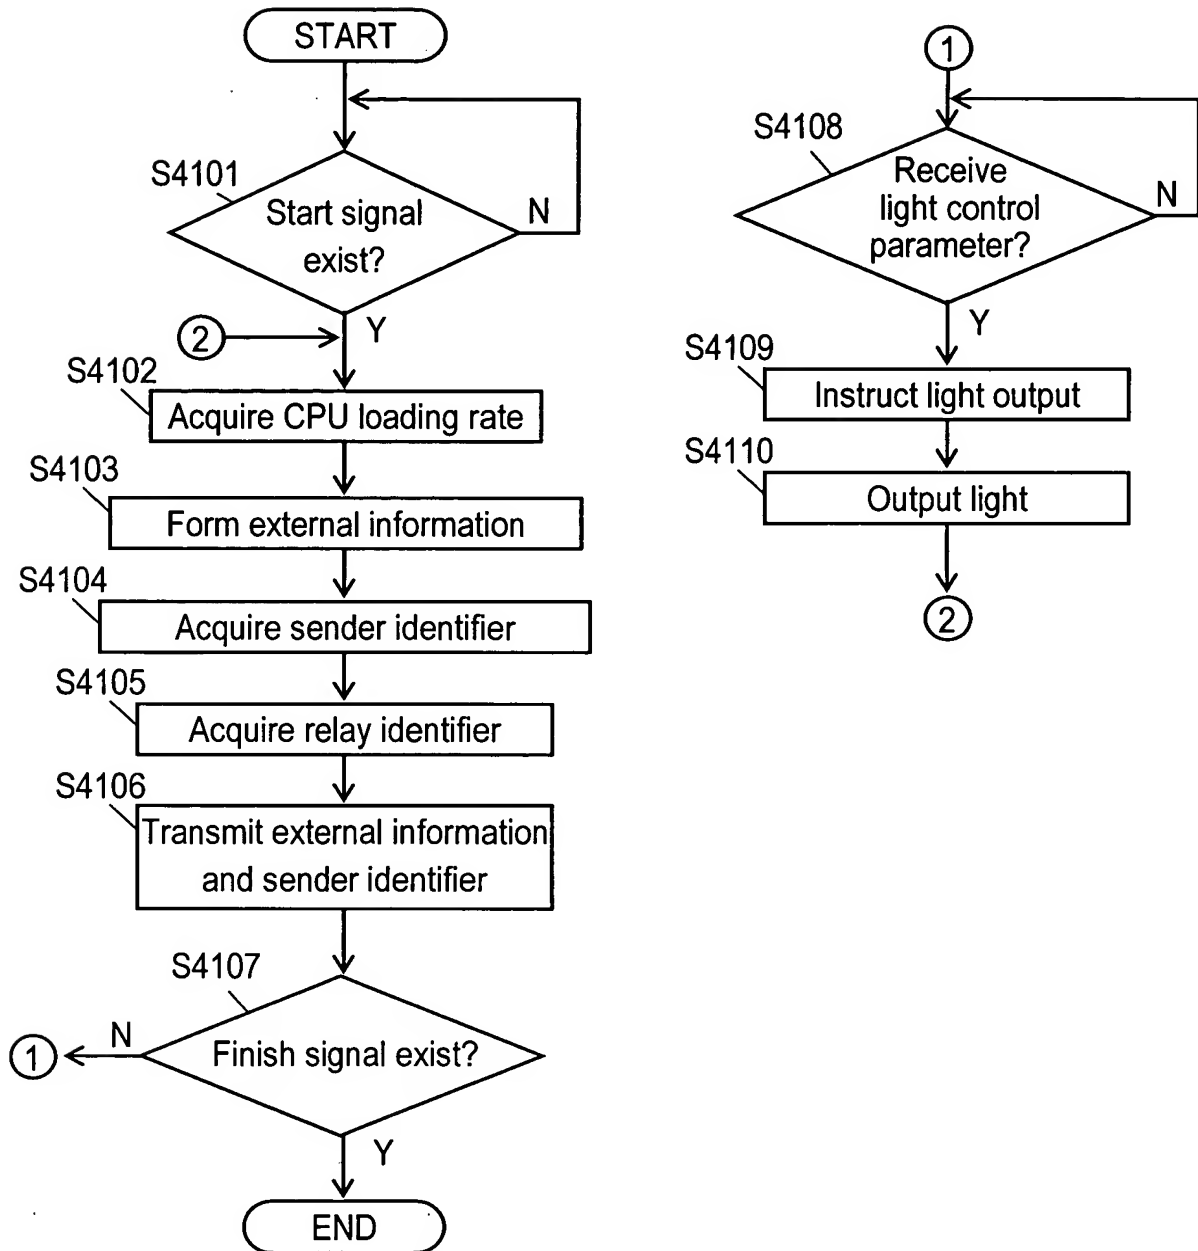 START
S4101
Start signal
exist?
N
Y
2
S4102
Acquire CPU loading rate
S4103
Form external information
S4104
Acquire sender identifier
S4105
Acquire relay identifier
S4106
Transmit external information
and sender identifier
S4107
Finish signal exist?
N
1
Y
END
1
S4108
Receive
light control
parameter?
N
Y
S4109
Instruct light output
S4110
Output light
2